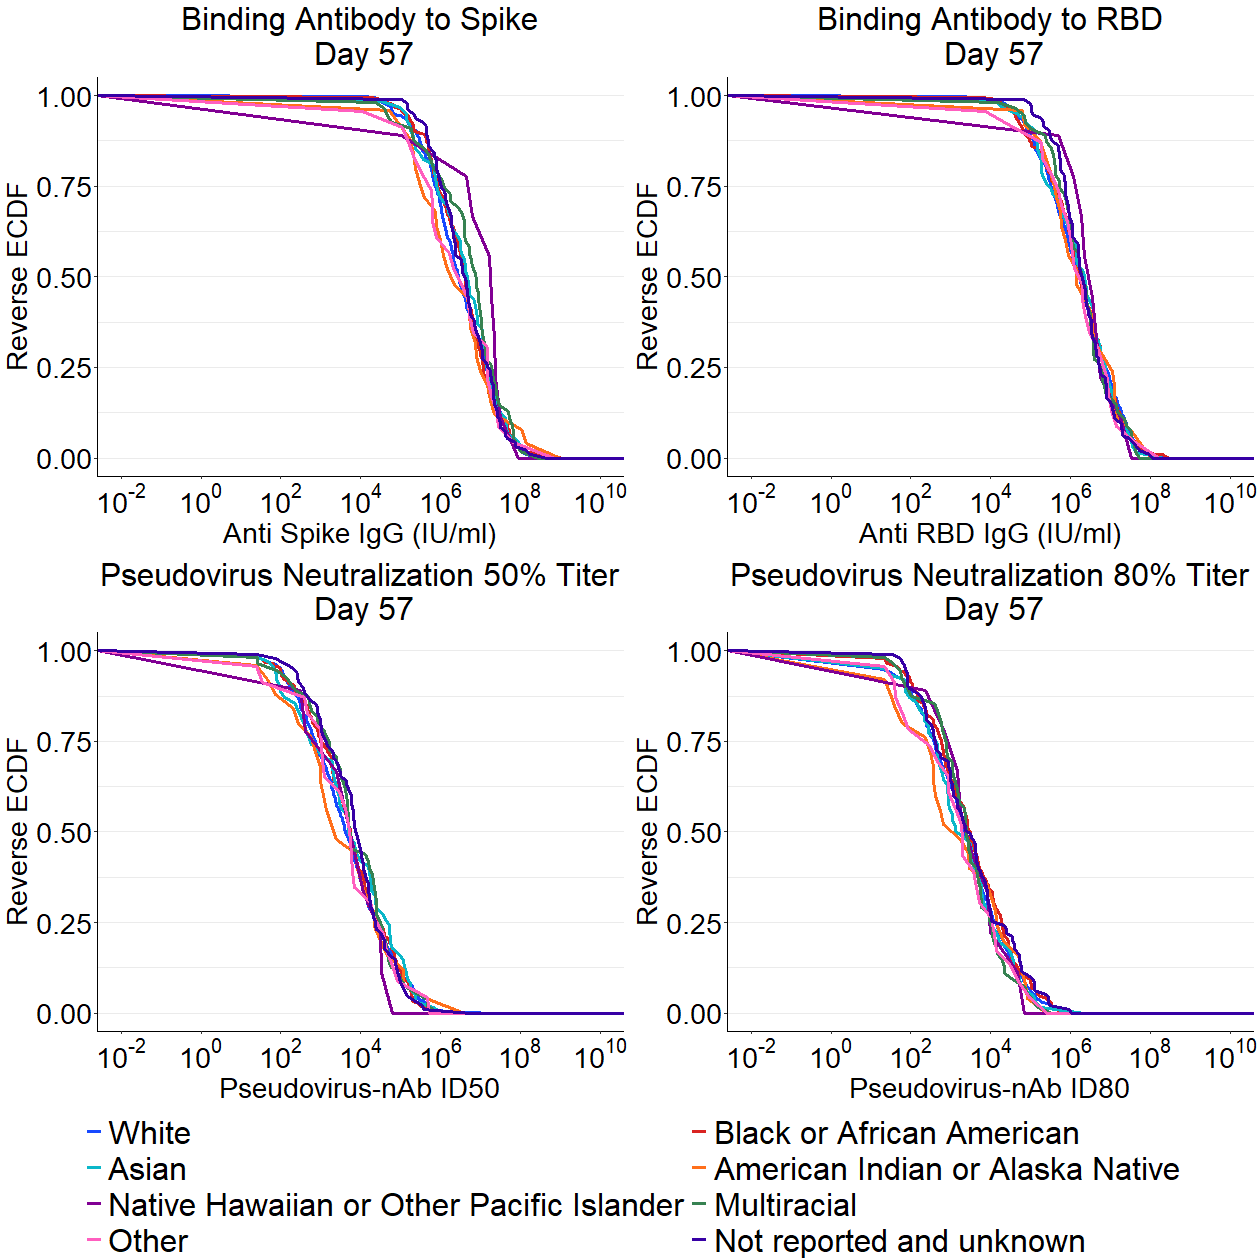 Binding Antibody to Spike
Day 57
Reverse ECDF
1.00
0.75
0.50
0.25
0.00
10-2 100 102 104 106 108 1010
Anti Spike IgG (IU/ml)
Binding Antibody to RBD
Day 57
Reverse ECDF
1.00
0.75
0.50
0.25
0.00
10-2 100 102 104 106 108 1010
Anti RBD IgG (IU/ml)
Pseudovirus Neutralization 50% Titer
Day 57
Reverse ECDF
1.00
0.75
0.50
0.25
0.00
10-2 100 102 104 106 108 1010
Pseudovirus-nAb ID50
Pseudovirus Neutralization 80% Titer
Day 57
Reverse ECDF
1.00
0.75
0.50
0.25
0.00
10-2 100 102 104 106 108 1010
Pseudovirus-nAb ID80
White
Asian
Native Hawaiian or Other Pacific Islander
Other
Black or African American
American Indian or Alaska Native
Multiracial
Not reported and unknown